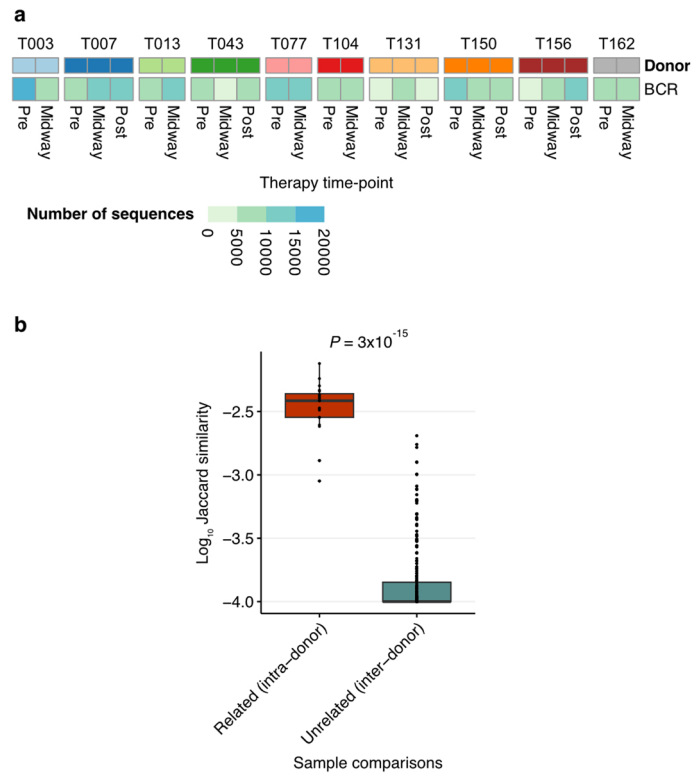 a
T003 T007 T013 T043 T077 T104 T131 T150 T156 T162
Donor
BCR
Pre Midway Pre Midway Post Pre Midway Pre Midway Post Pre Midway Pre Midway Pre Midway Post Pre Midway Post Pre Midway Post Pre Midway
Therapy time-point
Number of sequences
0 5000 10000 15000 20000
b
P = 3x10-15
Log10 Jaccard similarity
−2.5
−3.0
−3.5
−4.0
Related (intra−donor)
Unrelated (inter−donor)
Sample comparisons